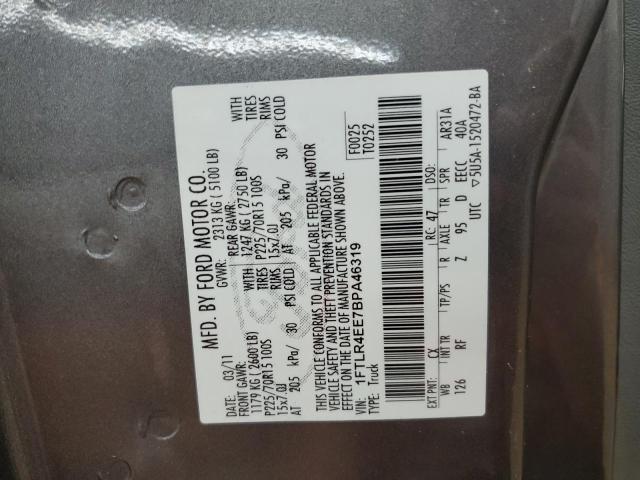 MFD. BY FORD MOTOR CO.
DATE: 03/11 GVWR: 2313 KG ( 5100 LB)
FRONT GAWR: REAR GAWR:
1179 KG ( 2600LB) WITH 1247 KG ( 2750 LB) WITH
P225/70R15 100S TIRES P225/70R15 100S TIRES
15x7.0J RIMS 15x7.0J RIMS
AT 205 kPa/ 30 PSI COLD AT 205 kPa/ 30 PSI COLD
THIS VEHICLE CONFORMS TO ALL APPLICABLE FEDERAL MOTOR
VEHICLE SAFETY AND THEFT PREVENTION STANDARDS IN
EFFECT ON THE DATE OF MANUFACTURE SHOWN ABOVE.
VIN: 1FTLR4EE7BPA46319 F0025
TYPE: Truck T0252
EXT PNT: CX RC: 47 DSO:
WB INT TR TP/PS R AXLE TR SPR AR31A
126 RF Z 95 D EECC 40A
UTC ▽5U5A-1520472-BA